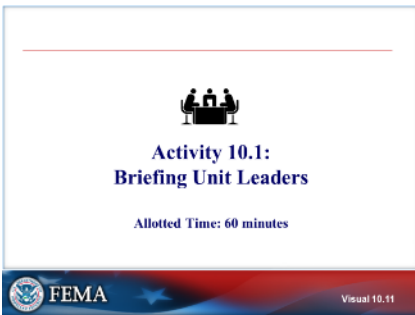 Activity 10.1:
Briefing Unit Leaders
Allotted Time: 60 minutes
FEMA
Visual 10.11